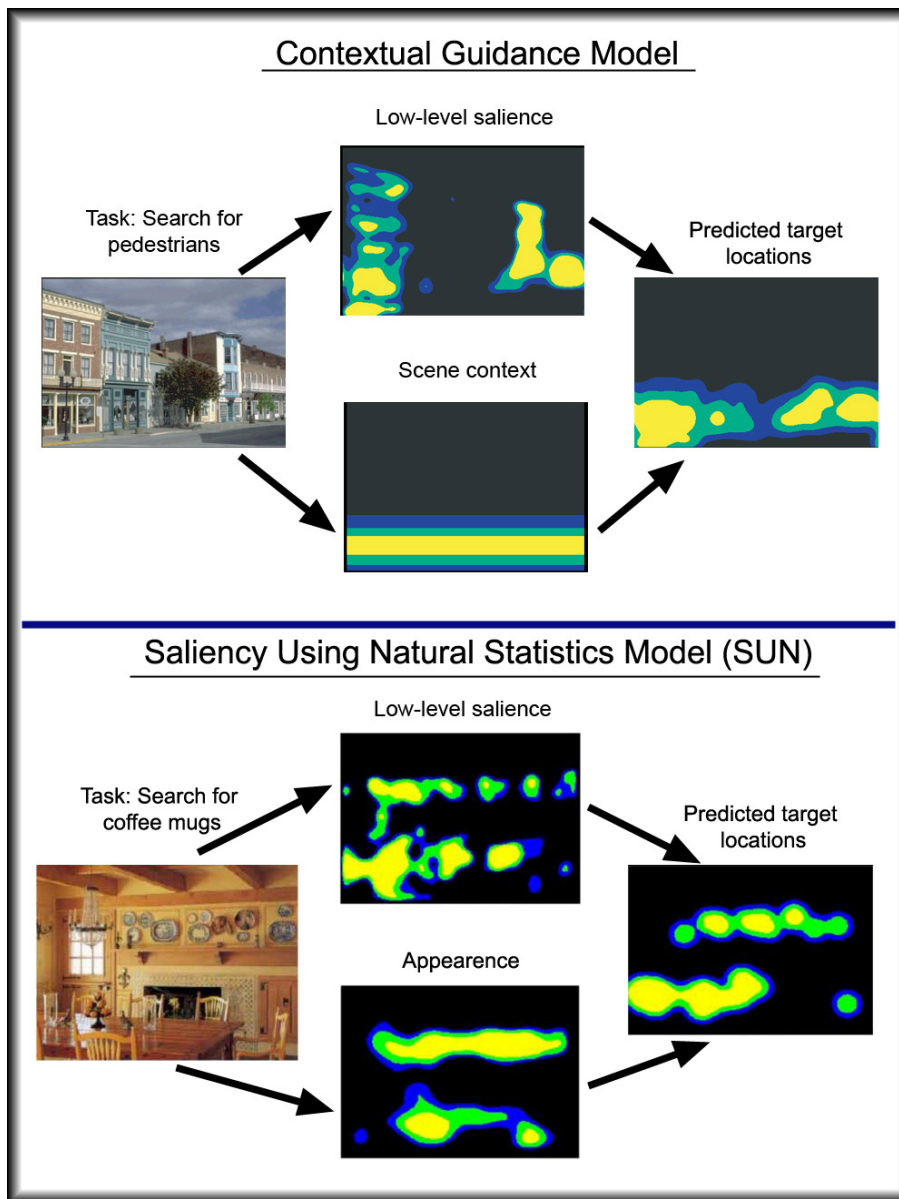 Contextual Guidance Model
Low-level salience
Task: Search for
pedestrians
Predicted target
locations
Scene context
Saliency Using Natural Statistics Model (SUN)
Low-level salience
Task: Search for
coffee mugs
Predicted target
locations
Appearence